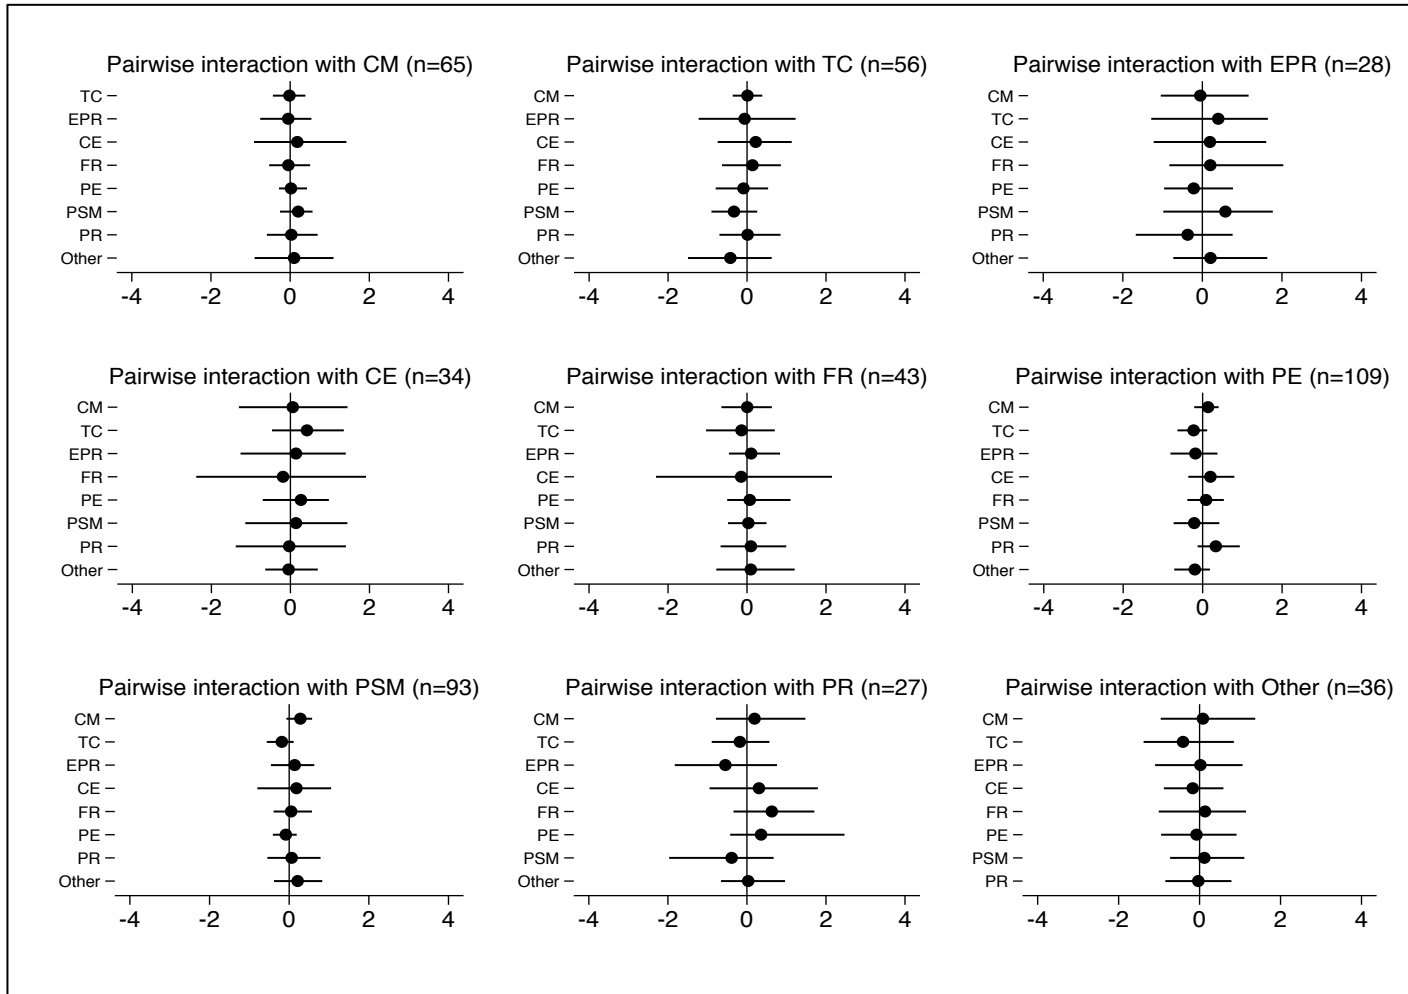 Pairwise interaction with CM (n=65)
TC
EPR
CE
FR
PE
PSM
PR
Other
-4 -2 0 2 4
Pairwise interaction with TC (n=56)
CM
EPR
CE
FR
PE
PSM
PR
Other
-4 -2 0 2 4
Pairwise interaction with EPR (n=28)
CM
TC
CE
FR
PE
PSM
PR
Other
-4 -2 0 2 4
Pairwise interaction with CE (n=34)
CM
TC
EPR
FR
PE
PSM
PR
Other
-4 -2 0 2 4
Pairwise interaction with FR (n=43)
CM
TC
EPR
CE
PE
PSM
PR
Other
-4 -2 0 2 4
Pairwise interaction with PE (n=109)
CM
TC
EPR
CE
FR
PSM
PR
Other
-4 -2 0 2 4
Pairwise interaction with PSM (n=93)
CM
TC
EPR
CE
FR
PE
PR
Other
-4 -2 0 2 4
Pairwise interaction with PR (n=27)
CM
TC
EPR
CE
FR
PE
PSM
Other
-4 -2 0 2 4
Pairwise interaction with Other (n=36)
CM
TC
EPR
CE
FR
PE
PSM
PR
-4 -2 0 2 4